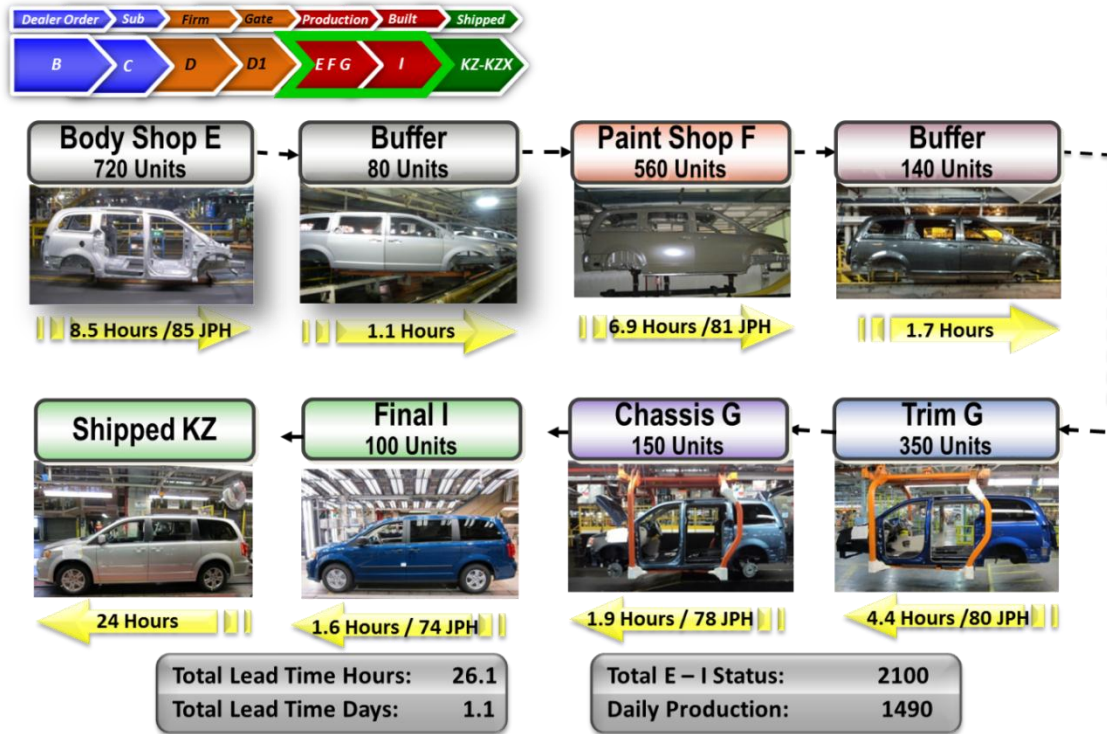 Dealer Order Sub Firm Gate Production Built Shipped
B C D D1 E F G I KZ-KZX
Body Shop E
720 Units
Buffer
80 Units
Paint Shop F
560 Units
Buffer
140 Units
8.5 Hours /85 JPH
1.1 Hours
6.9 Hours /81 JPH
1.7 Hours
Shipped KZ
Final I
100 Units
Chassis G
150 Units
Trim G
350 Units
24 Hours
1.6 Hours / 74 JPH
1.9 Hours / 78 JPH
4.4 Hours /80 JPH
Total Lead Time Hours: 26.1
Total Lead Time Days: 1.1
Total E – I Status: 2100
Daily Production: 1490